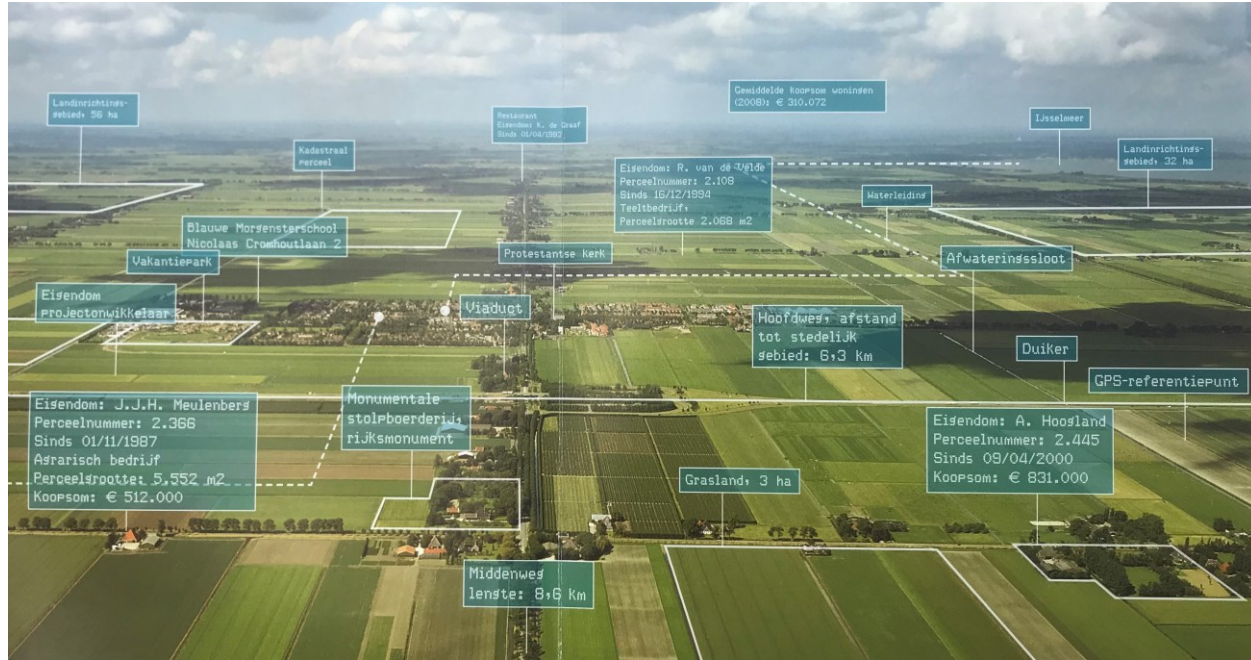 Landinrichtings-
gebied, 56 ha
Restaurant
Eigendom: K. de Graaf
Sinds 01/04/1993
Gemiddelde koopsom woningen
(2008): € 310.072
IJsselmeer
Kadastraal
perceel
Landinrichtings-
gebied, 32 ha
Eigendom: R. van de Velde
Perceelnummer: 2.108
Sinds 16/12/1994
Teeltbedrijf,
Perceelgrootte 2.068 m2
Waterleiding
Blauwe Morgensterschool
Nicolaas Cromhoutlaan 2
Vakantiepark
Protestantse kerk
Afwateringssloot
Eigendom
projectonwikkelaar
Viaduct
Hoofdweg, afstand
tot stedelijk
gebied: 6,3 Km
Duiker
GPS-referentiepunt
Eigendom: J.J.H. Meulenberg
Perceelnummer: 2.366
Sinds 01/11/1987
Agrarisch bedrijf
Perceelsgrootte: 5.552 m2
Koopsom: € 512.000
Monumentale
stolpboerderij,
rijksmonument
Eigendom: A. Hoogland
Perceelnummer: 2.445
Sinds 09/04/2000
Koopsom: € 831.000
Grasland, 3 ha
Middenweg
lengte: 8,6 Km